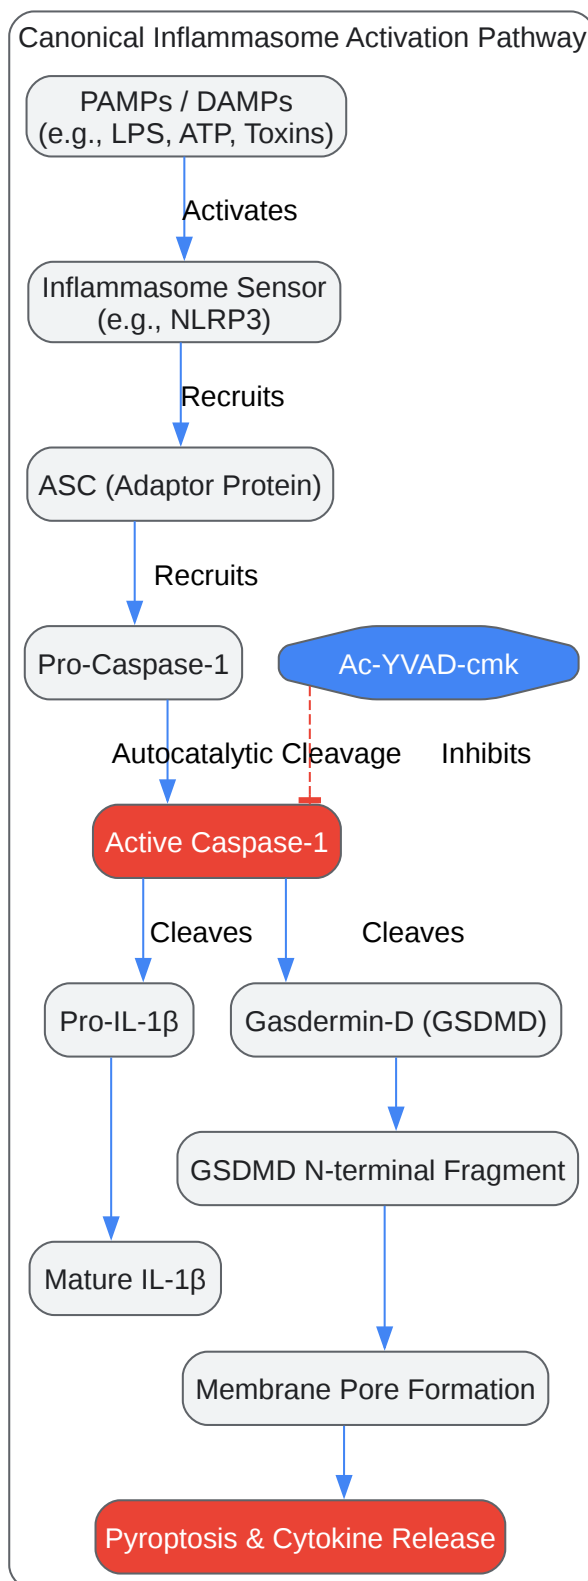 Canonical Inflammasome Activation Pathway
PAMPs / DAMPs
(e.g., LPS, ATP, Toxins)
Activates
Inflammasome Sensor
(e.g., NLRP3)
Recruits
ASC (Adaptor Protein)
Recruits
Pro-Caspase-1
Ac-YVAD-cmk
Autocatalytic Cleavage
Inhibits
Active Caspase-1
Cleaves
Cleaves
Pro-IL-1β
Gasdermin-D (GSDMD)
GSDMD N-terminal Fragment
Mature IL-1β
Membrane Pore Formation
Pyroptosis & Cytokine Release